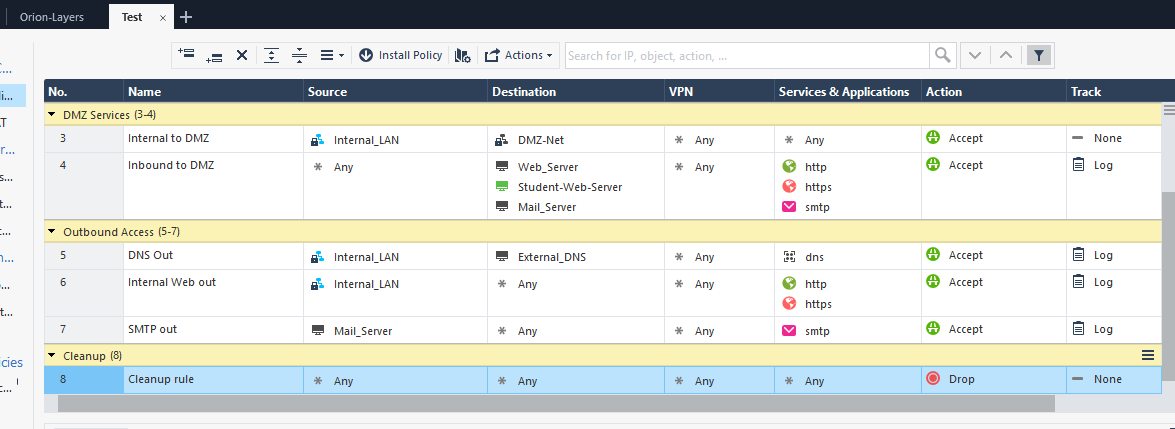 Orion-Layers Test × +
Install Policy Actions Search for IP, object, action, ...
No. Name Source Destination VPN Services & Applications Action Track
DMZ Services (3-4)
3 Internal to DMZ Internal_LAN DMZ-Net * Any * Any Accept None
4 Inbound to DMZ * Any Web_Server * Any http Accept Log
Student-Web-Server https
Mail_Server smtp
Outbound Access (5-7)
5 DNS Out Internal_LAN External_DNS * Any dns Accept Log
6 Internal Web out Internal_LAN * Any * Any http Accept Log
https
7 SMTP out Mail_Server * Any * Any smtp Accept Log
Cleanup (8)
cies
8 Cleanup rule * Any * Any * Any * Any Drop None